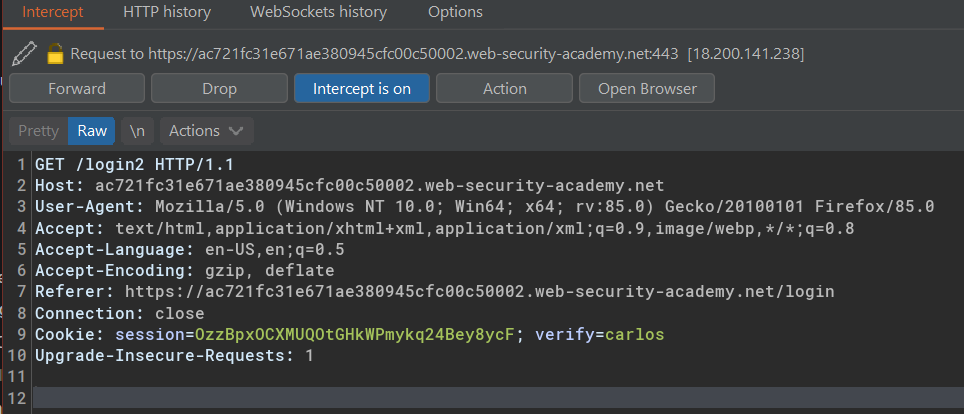 Intercept HTTP history WebSockets history Options
Request to https://ac721fc31e671ae380945cfc00c50002.web-security-academy.net:443 [18.200.141.238]
Forward Drop Intercept is on Action Open Browser
Pretty Raw \n Actions
1 GET /login2 HTTP/1.1
2 Host: ac721fc31e671ae380945cfc00c50002.web-security-academy.net
3 User-Agent: Mozilla/5.0 (Windows NT 10.0; Win64; x64; rv:85.0) Gecko/20100101 Firefox/85.0
4 Accept: text/html,application/xhtml+xml,application/xml;q=0.9,image/webp,*/*;q=0.8
5 Accept-Language: en-US,en;q=0.5
6 Accept-Encoding: gzip, deflate
7 Referer: https://ac721fc31e671ae380945cfc00c50002.web-security-academy.net/login
8 Connection: close
9 Cookie: session=OzzBpxOCXMUQOtGHkWPmykq24Bey8ycF; verify=carlos
10 Upgrade-Insecure-Requests: 1
11
12